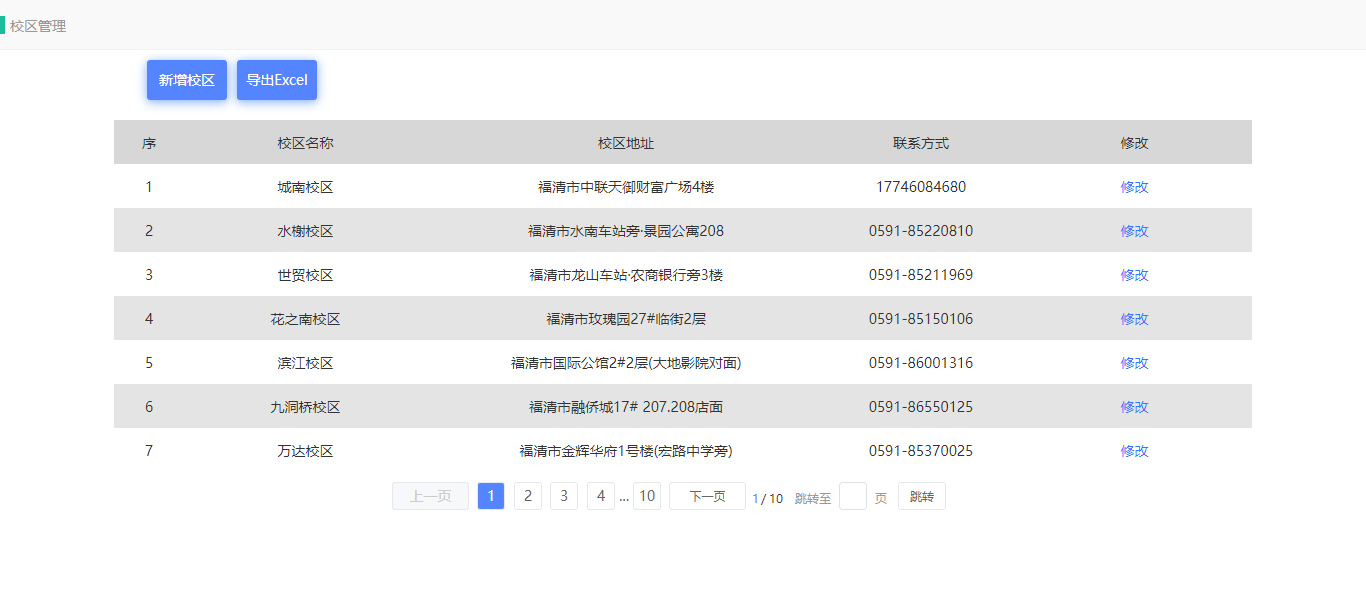 校区管理
新增校区 导出Excel
序 校区名称 校区地址 联系方式 修改
1 城南校区 福清市中联天御财富广场4楼 17746084680 修改
2 水榭校区 福清市水南车站旁·景园公寓208 0591-85220810 修改
3 世贸校区 福清市龙山车站·农商银行旁3楼 0591-85211969 修改
4 花之南校区 福清市玫瑰园27#临街2层 0591-85150106 修改
5 滨江校区 福清市国际公馆2#2层(大地影院对面) 0591-86001316 修改
6 九洞桥校区 福清市融侨城17# 207.208店面 0591-86550125 修改
7 万达校区 福清市金辉华府1号楼(宏路中学旁) 0591-85370025 修改
上一页 1 2 3 4 ... 10 下一页 1 / 10 跳转至 页 跳转